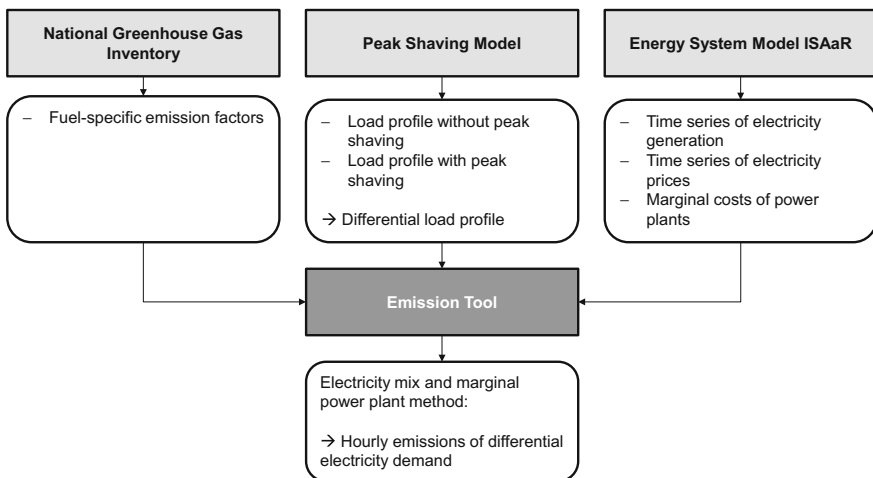 National Greenhouse Gas
Inventory
Peak Shaving Model
Energy System Model ISAaR
– Fuel-specific emission factors
– Load profile without peak
shaving
– Load profile with peak
shaving
→ Differential load profile
– Time series of electricity
generation
– Time series of electricity
prices
– Marginal costs of power
plants
Emission Tool
Electricity mix and marginal
power plant method:
→ Hourly emissions of differential
electricity demand